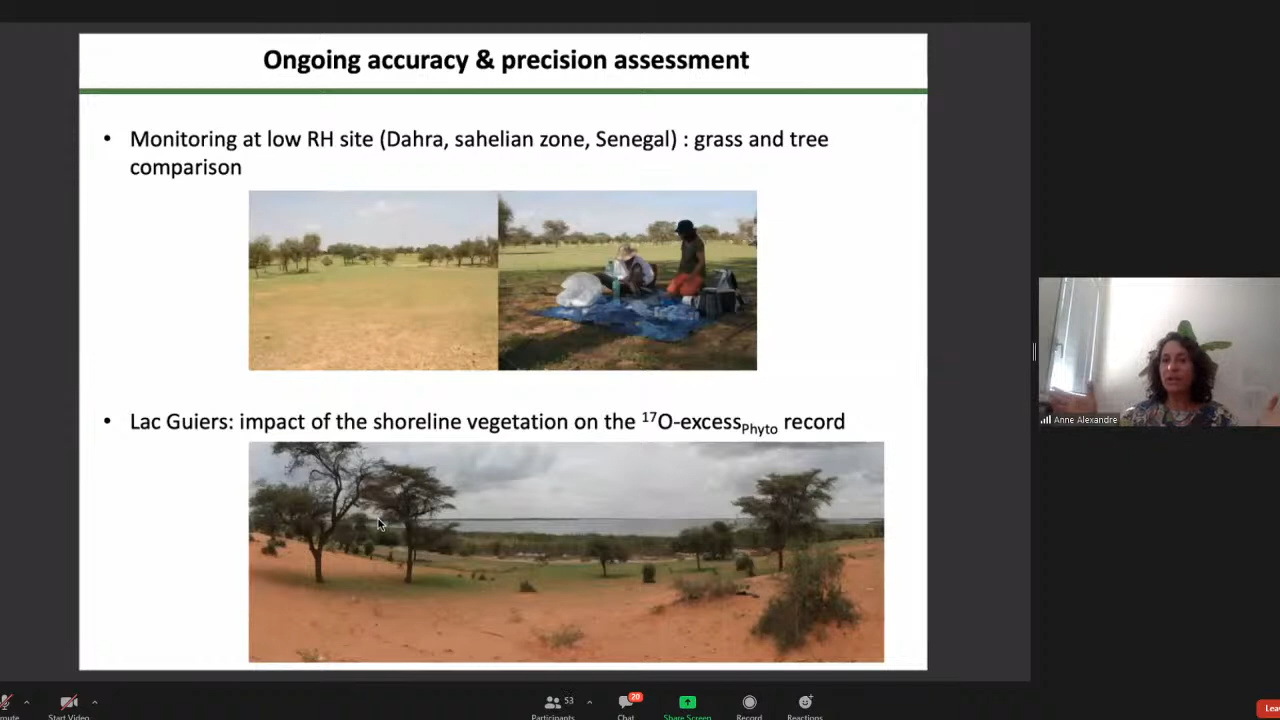 Ongoing accuracy & precision assessment
• Monitoring at low RH site (Dahra, sahelian zone, Senegal) : grass and tree
comparison
• Lac Guiers: impact of the shoreline vegetation on the ¹⁷O-excessPhyto record
Anne Alexandre
Start Video
53
Participants
20
Chat
Share Screen
Record
Reactions